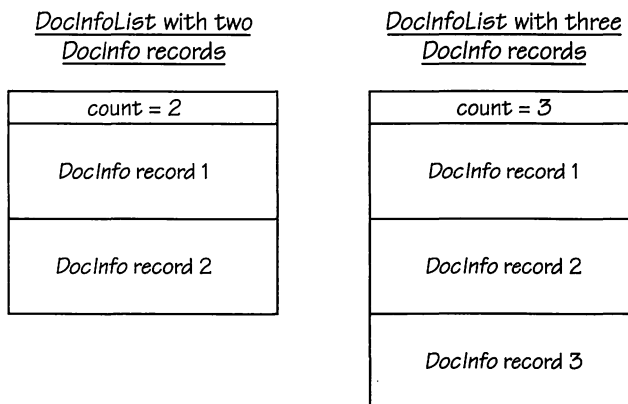 DocInfoList with two
DocInfo records
count = 2
DocInfo record 1
DocInfo record 2
DocInfoList with three
DocInfo records
count = 3
DocInfo record 1
DocInfo record 2
DocInfo record 3